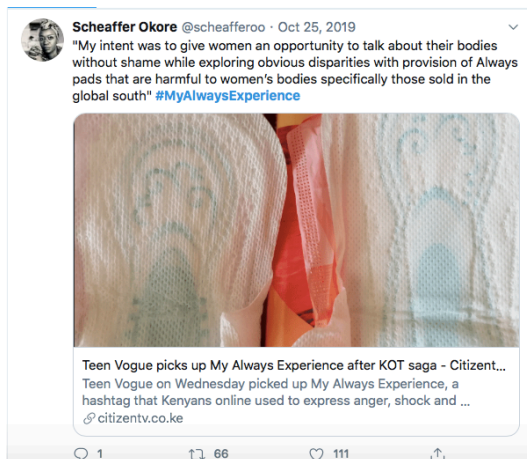 Scheaffer Okore @scheafferoo · Oct 25, 2019
"My intent was to give women an opportunity to talk about their bodies
without shame while exploring obvious disparities with provision of Always
pads that are harmful to women's bodies specifically those sold in the
global south" #MyAlwaysExperience
Teen Vogue picks up My Always Experience after KOT saga - Citizent...
Teen Vogue on Wednesday picked up My Always Experience, a
hashtag that Kenyans online used to express anger, shock and ...
citizentv.co.ke
1 66 111